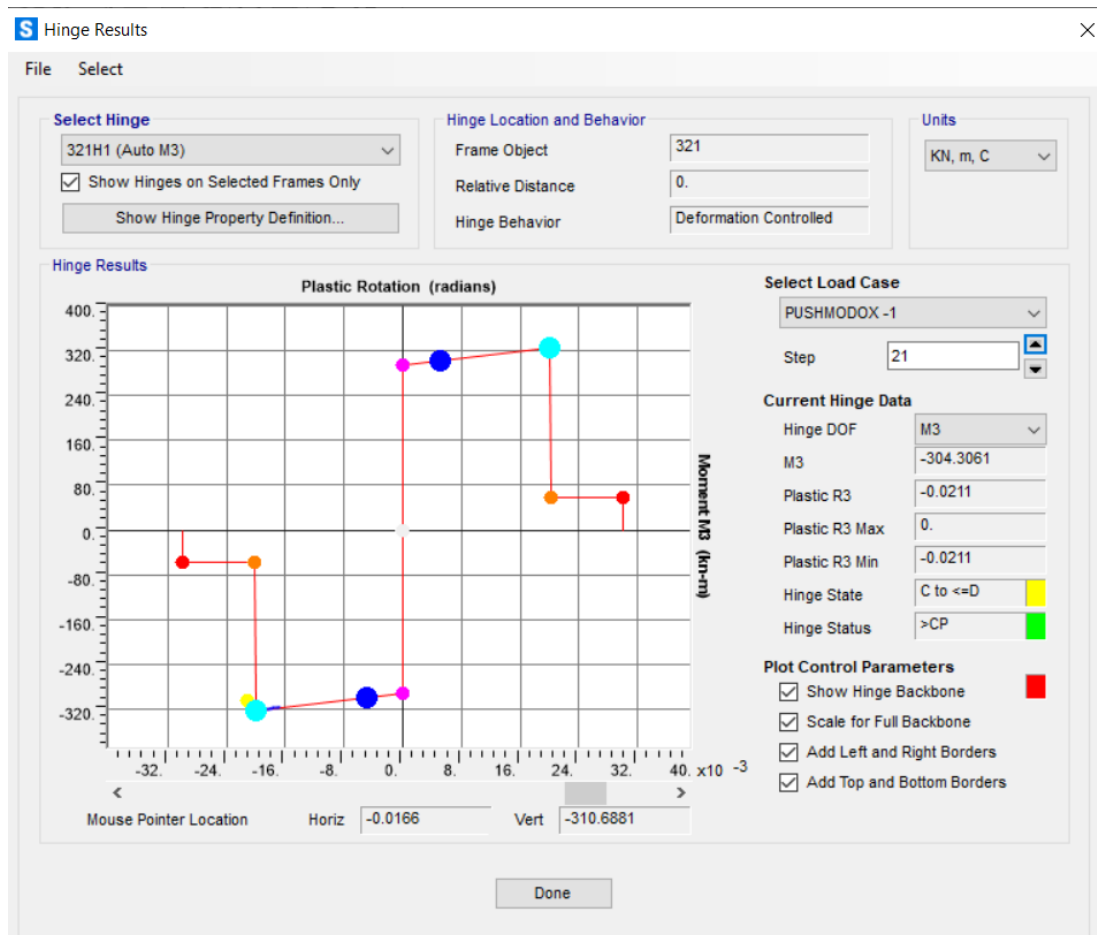 S Hinge Results
File Select
Select Hinge
321H1 (Auto M3)
Show Hinges on Selected Frames Only
Show Hinge Property Definition...
Hinge Location and Behavior
Frame Object 321
Relative Distance 0.
Hinge Behavior Deformation Controlled
Units
KN, m, C
Hinge Results
Plastic Rotation (radians)
400.
320.
240.
160.
80.
0.
-80.
-160.
-240.
-320.
Moment M3 (kn-m)
-32. -24. -16. -8. 0. 8. 16. 24. 32. 40. x10 -3
Mouse Pointer Location Horiz -0.0166 Vert -310.6881
Select Load Case
PUSHMODOX -1
Step 21
Current Hinge Data
Hinge DOF M3
M3 -304.3061
Plastic R3 -0.0211
Plastic R3 Max 0.
Plastic R3 Min -0.0211
Hinge State C to <=D
Hinge Status >CP
Plot Control Parameters
Show Hinge Backbone
Scale for Full Backbone
Add Left and Right Borders
Add Top and Bottom Borders
Done